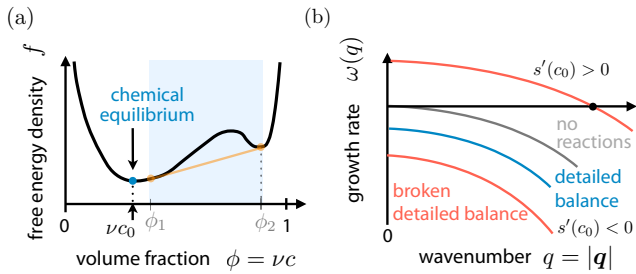 (a)
f
free energy density
chemical
equilibrium
0
νc₀
ϕ₁
ϕ₂
1
volume fraction ϕ = νc
(b)
ω(q)
growth rate
s′(c₀) > 0
no
reactions
detailed
balance
broken
detailed balance
s′(c₀) < 0
0
wavenumber q = |q|